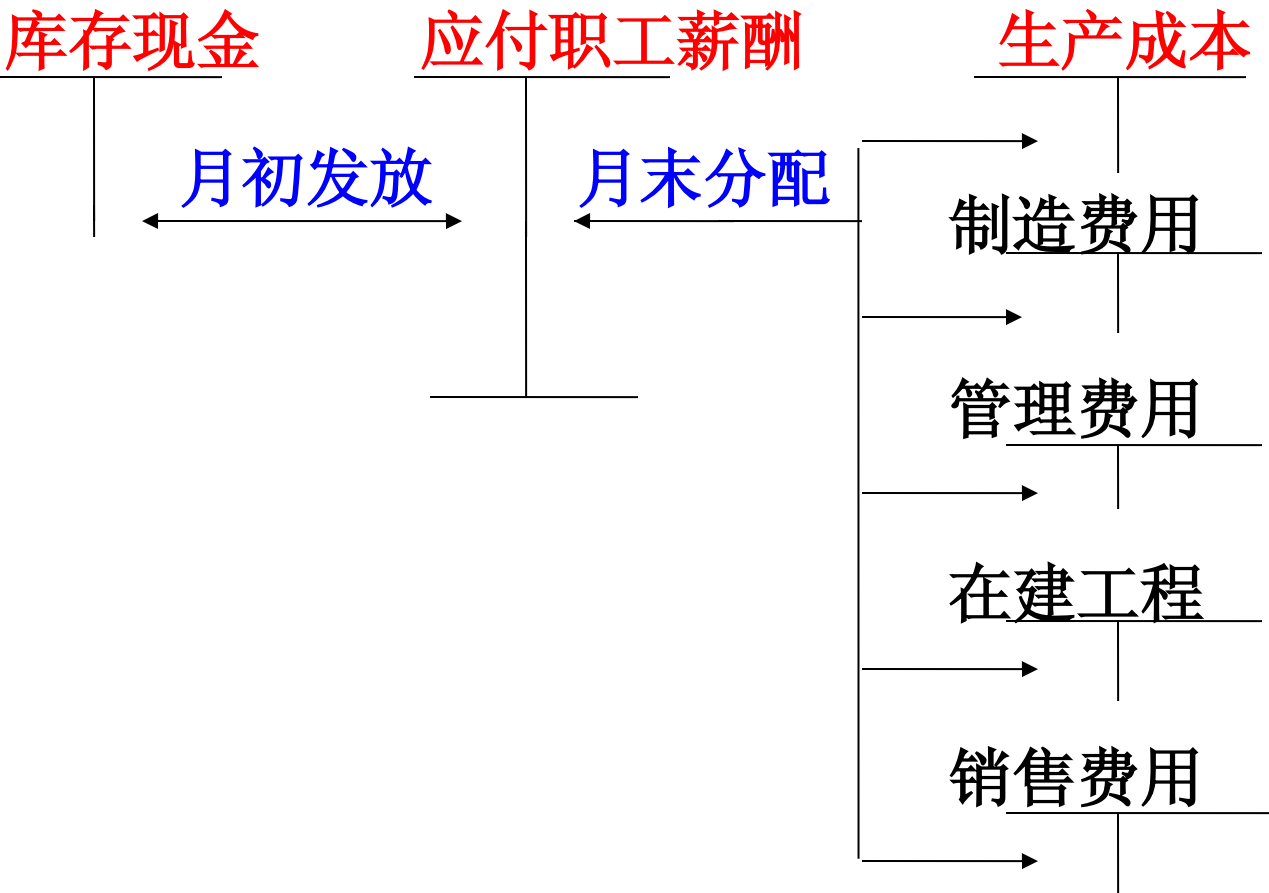 库存现金 应付职工薪酬 生产成本
月初发放 月末分配
制造费用
管理费用
在建工程
销售费用